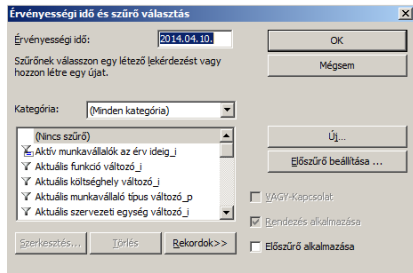 Érvényességi idő és szűrő választás
Érvényességi idő:
2014.04.10.
OK
Szűrőnek válasszon egy létező lekérdezést vagy
hozzon létre egy újat.
Mégsem
Kategória:
(Minden kategória)
(Nincs szűrő)
Aktív munkavállalók az érv ideig_i
Aktuális funkció változó_i
Aktuális költséghely változó_i
Aktuális munkavállaló típus változó_p
Aktuális szervezeti egység változó_i
Új...
Előszűrő beállítása ...
VAGY-Kapcsolat
Rendezés alkalmazása
Szerkesztés...
Törlés
Rekordok>>
Előszűrő alkalmazása